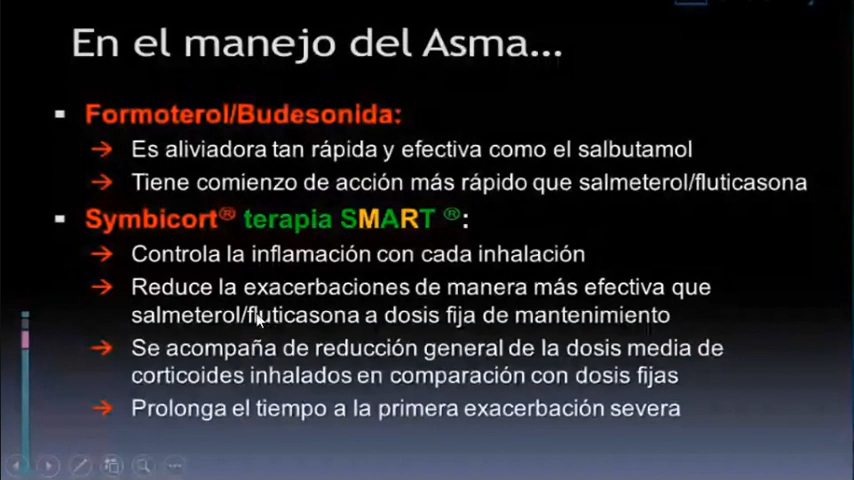 En el manejo del Asma...
Formoterol/Budesonida:
Es aliviadora tan rápida y efectiva como el salbutamol
Tiene comienzo de acción más rápido que salmeterol/fluticasona
Symbicort® terapia SMART ®:
Controla la inflamación con cada inhalación
Reduce la exacerbaciones de manera más efectiva que
salmeterol/fluticasona a dosis fija de mantenimiento
Se acompaña de reducción general de la dosis media de
corticoides inhalados en comparación con dosis fijas
Prolonga el tiempo a la primera exacerbación severa